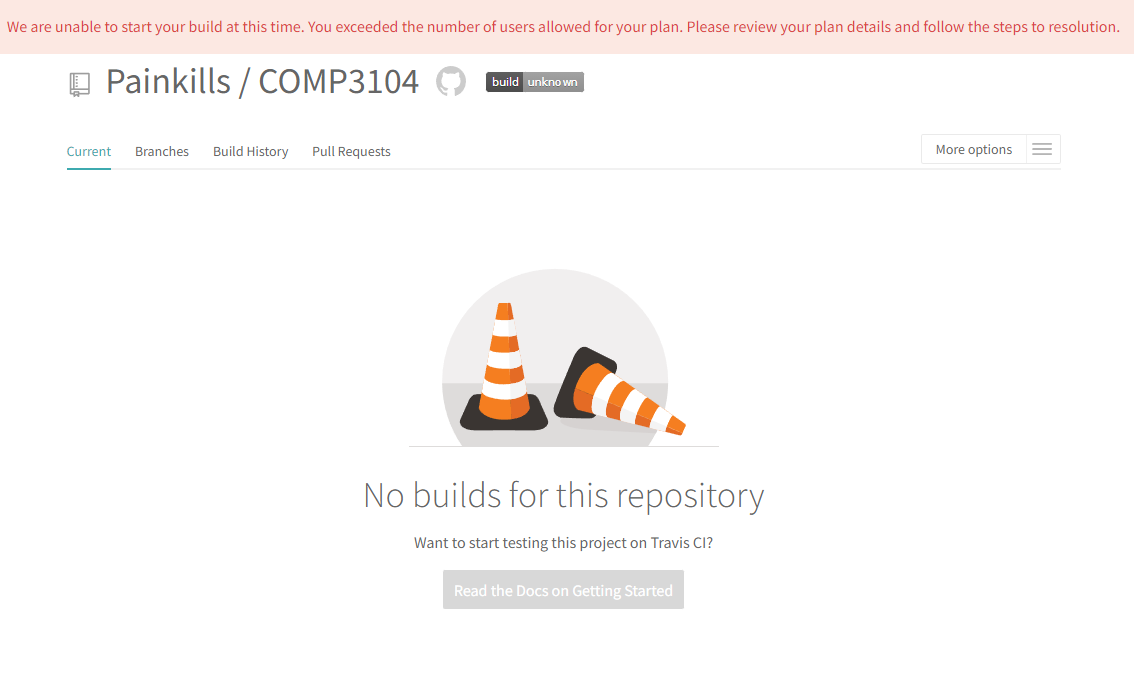 We are unable to start your build at this time. You exceeded the number of users allowed for your plan. Please review your plan details and follow the steps to resolution.
Painkills / COMP3104 build unknown
Current Branches Build History Pull Requests More options
No builds for this repository
Want to start testing this project on Travis CI?
Read the Docs on Getting Started